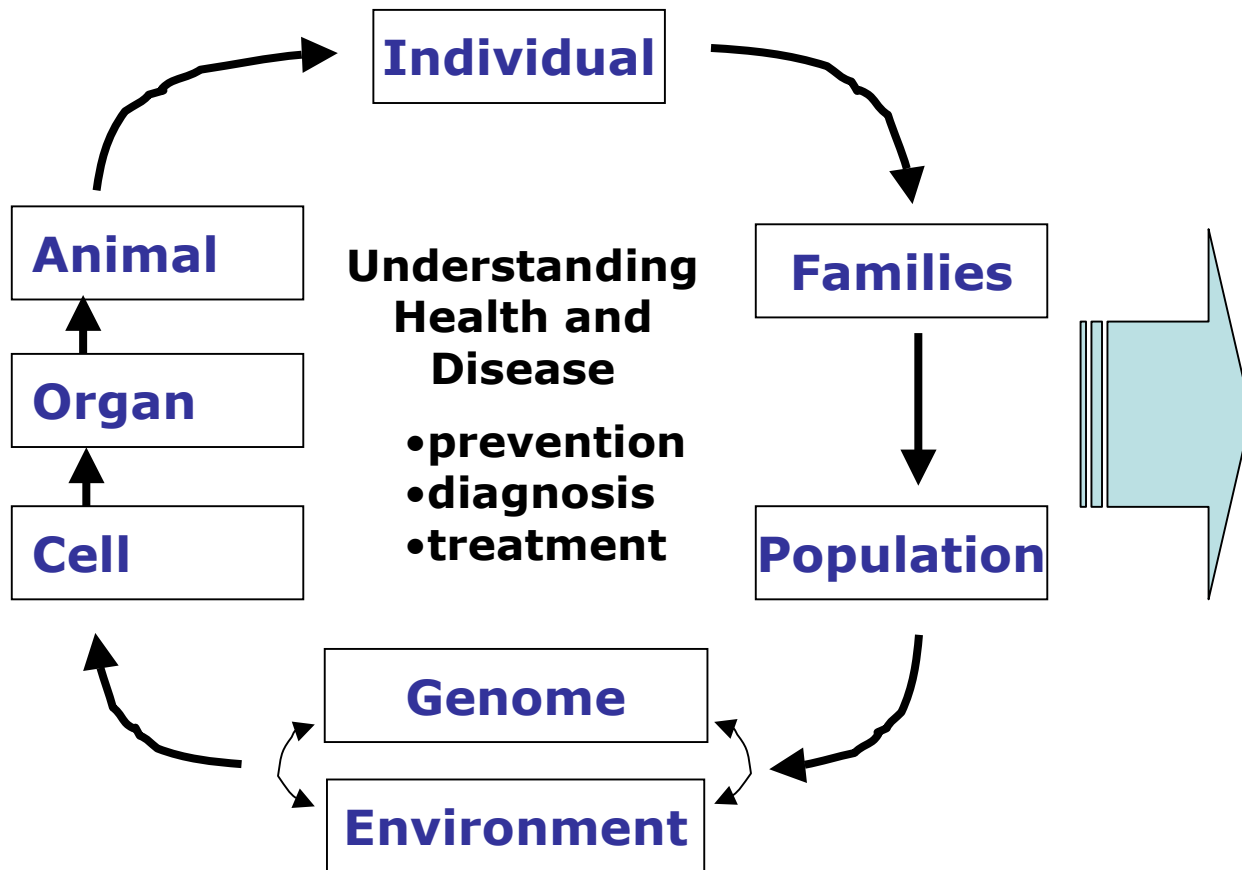 Individual
Animal
Organ
Cell
Understanding
Health and
Disease
•prevention
•diagnosis
•treatment
Families
Population
Genome
Environment